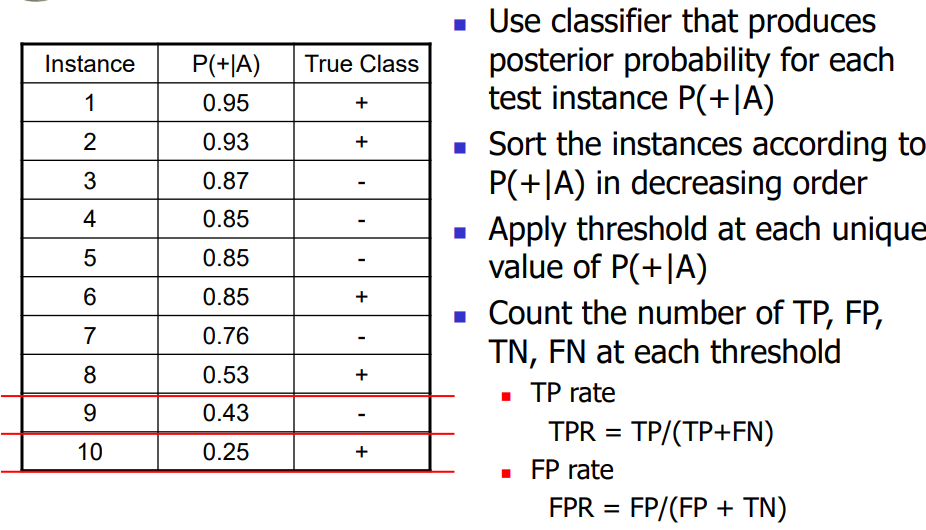 Instance P(+|A) True Class
1 0.95 +
2 0.93 +
3 0.87 -
4 0.85 -
5 0.85 -
6 0.85 +
7 0.76 -
8 0.53 +
9 0.43 -
10 0.25 +
Use classifier that produces
posterior probability for each
test instance P(+|A)
Sort the instances according to
P(+|A) in decreasing order
Apply threshold at each unique
value of P(+|A)
Count the number of TP, FP,
TN, FN at each threshold
TP rate
TPR = TP/(TP+FN)
FP rate
FPR = FP/(FP + TN)